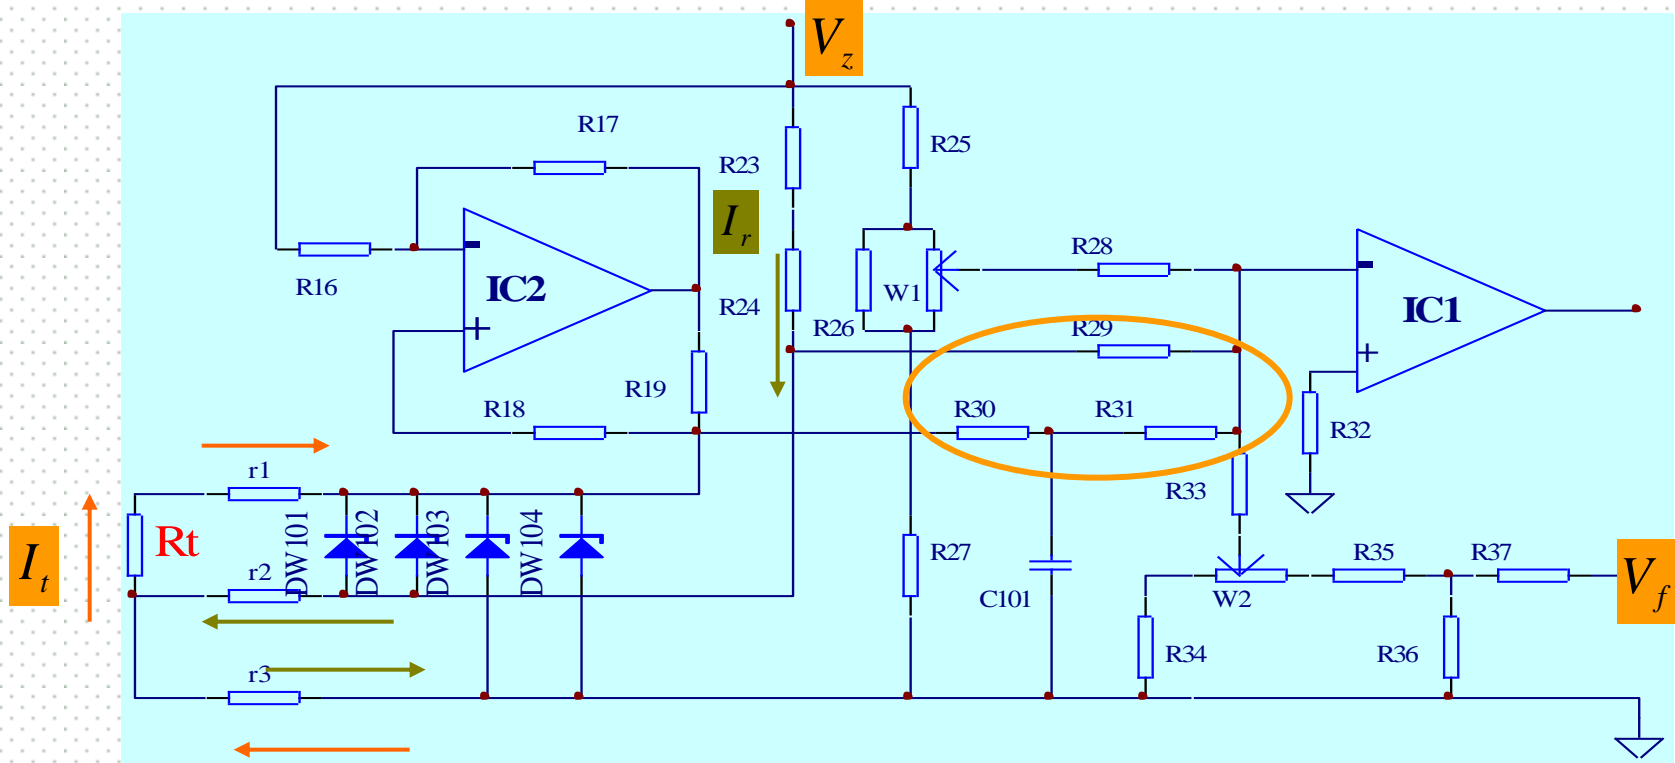 Vz
R17
R23
R25
Ir
R16
IC2
R24
R26
W1
R28
IC1
R29
R19
R18
R30
R31
R32
r1
R33
DW101
DW102
DW103
DW104
Rt
It
r2
R27
C101
W2
R35
R37
Vf
r3
R34
R36